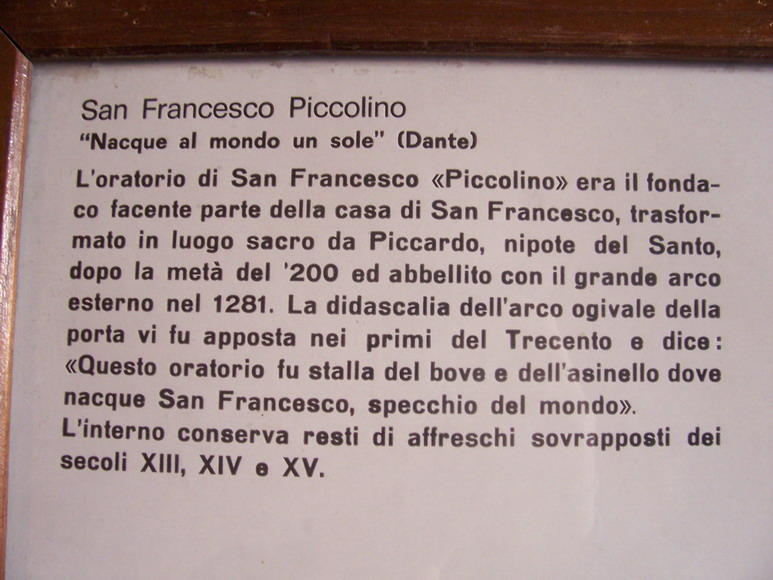 San Francesco Piccolino
"Nacque al mondo un sole" (Dante)
L'oratorio di San Francesco «Piccolino» era il fonda-
co facente parte della casa di San Francesco, trasfor-
mato in luogo sacro da Piccardo, nipote del Santo,
dopo la metà del '200 ed abbellito con il grande arco
esterno nel 1281. La didascalia dell'arco ogivale della
porta vi fu apposta nei primi del Trecento e dice:
«Questo oratorio fu stalla del bove e dell'asinello dove
nacque San Francesco, specchio del mondo».
L'interno conserva resti di affreschi sovrapposti dei
secoli XIII, XIV e XV.